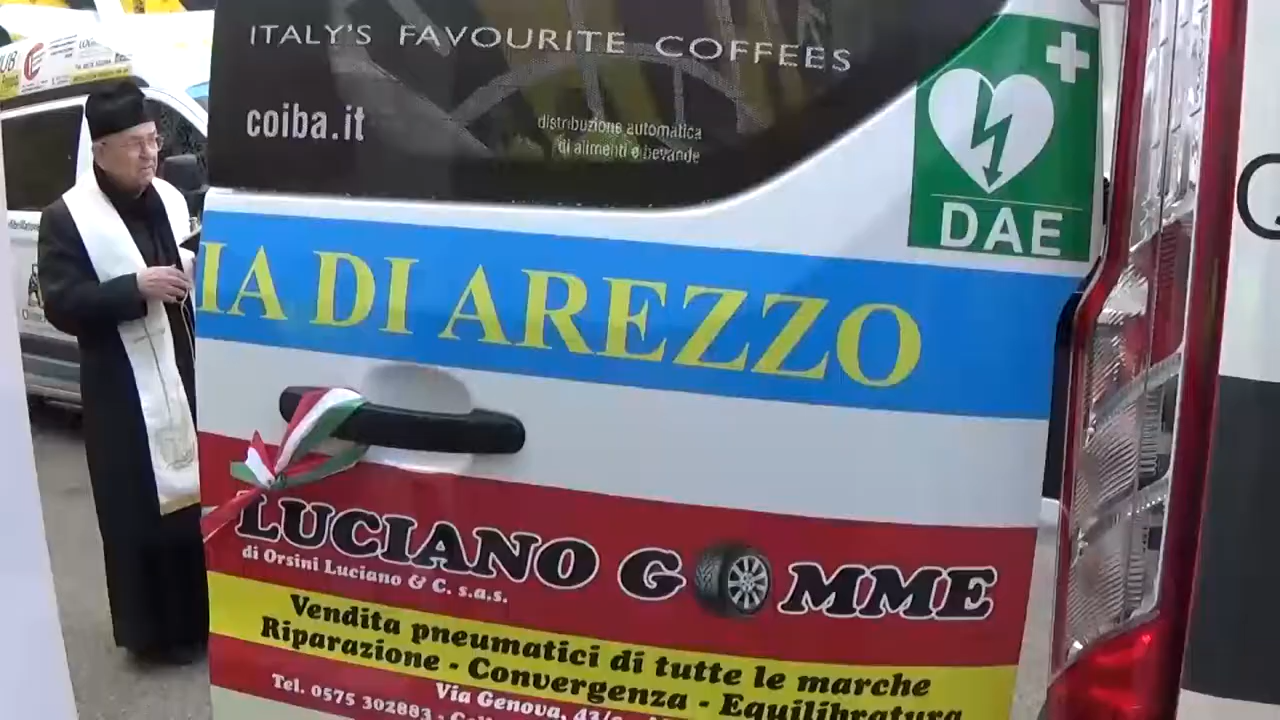 ITALY'S FAVOURITE COFFEES
coiba.it
distribuzione automatica
di alimenti e bevande
DAE
IA DI AREZZO
LUCIANO GOMME
di Orsini Luciano & C. s.a.s.
Vendita pneumatici di tutte le marche
Riparazione - Convergenza - Equilibratura
Via Genova,
Tel. 0575 302883